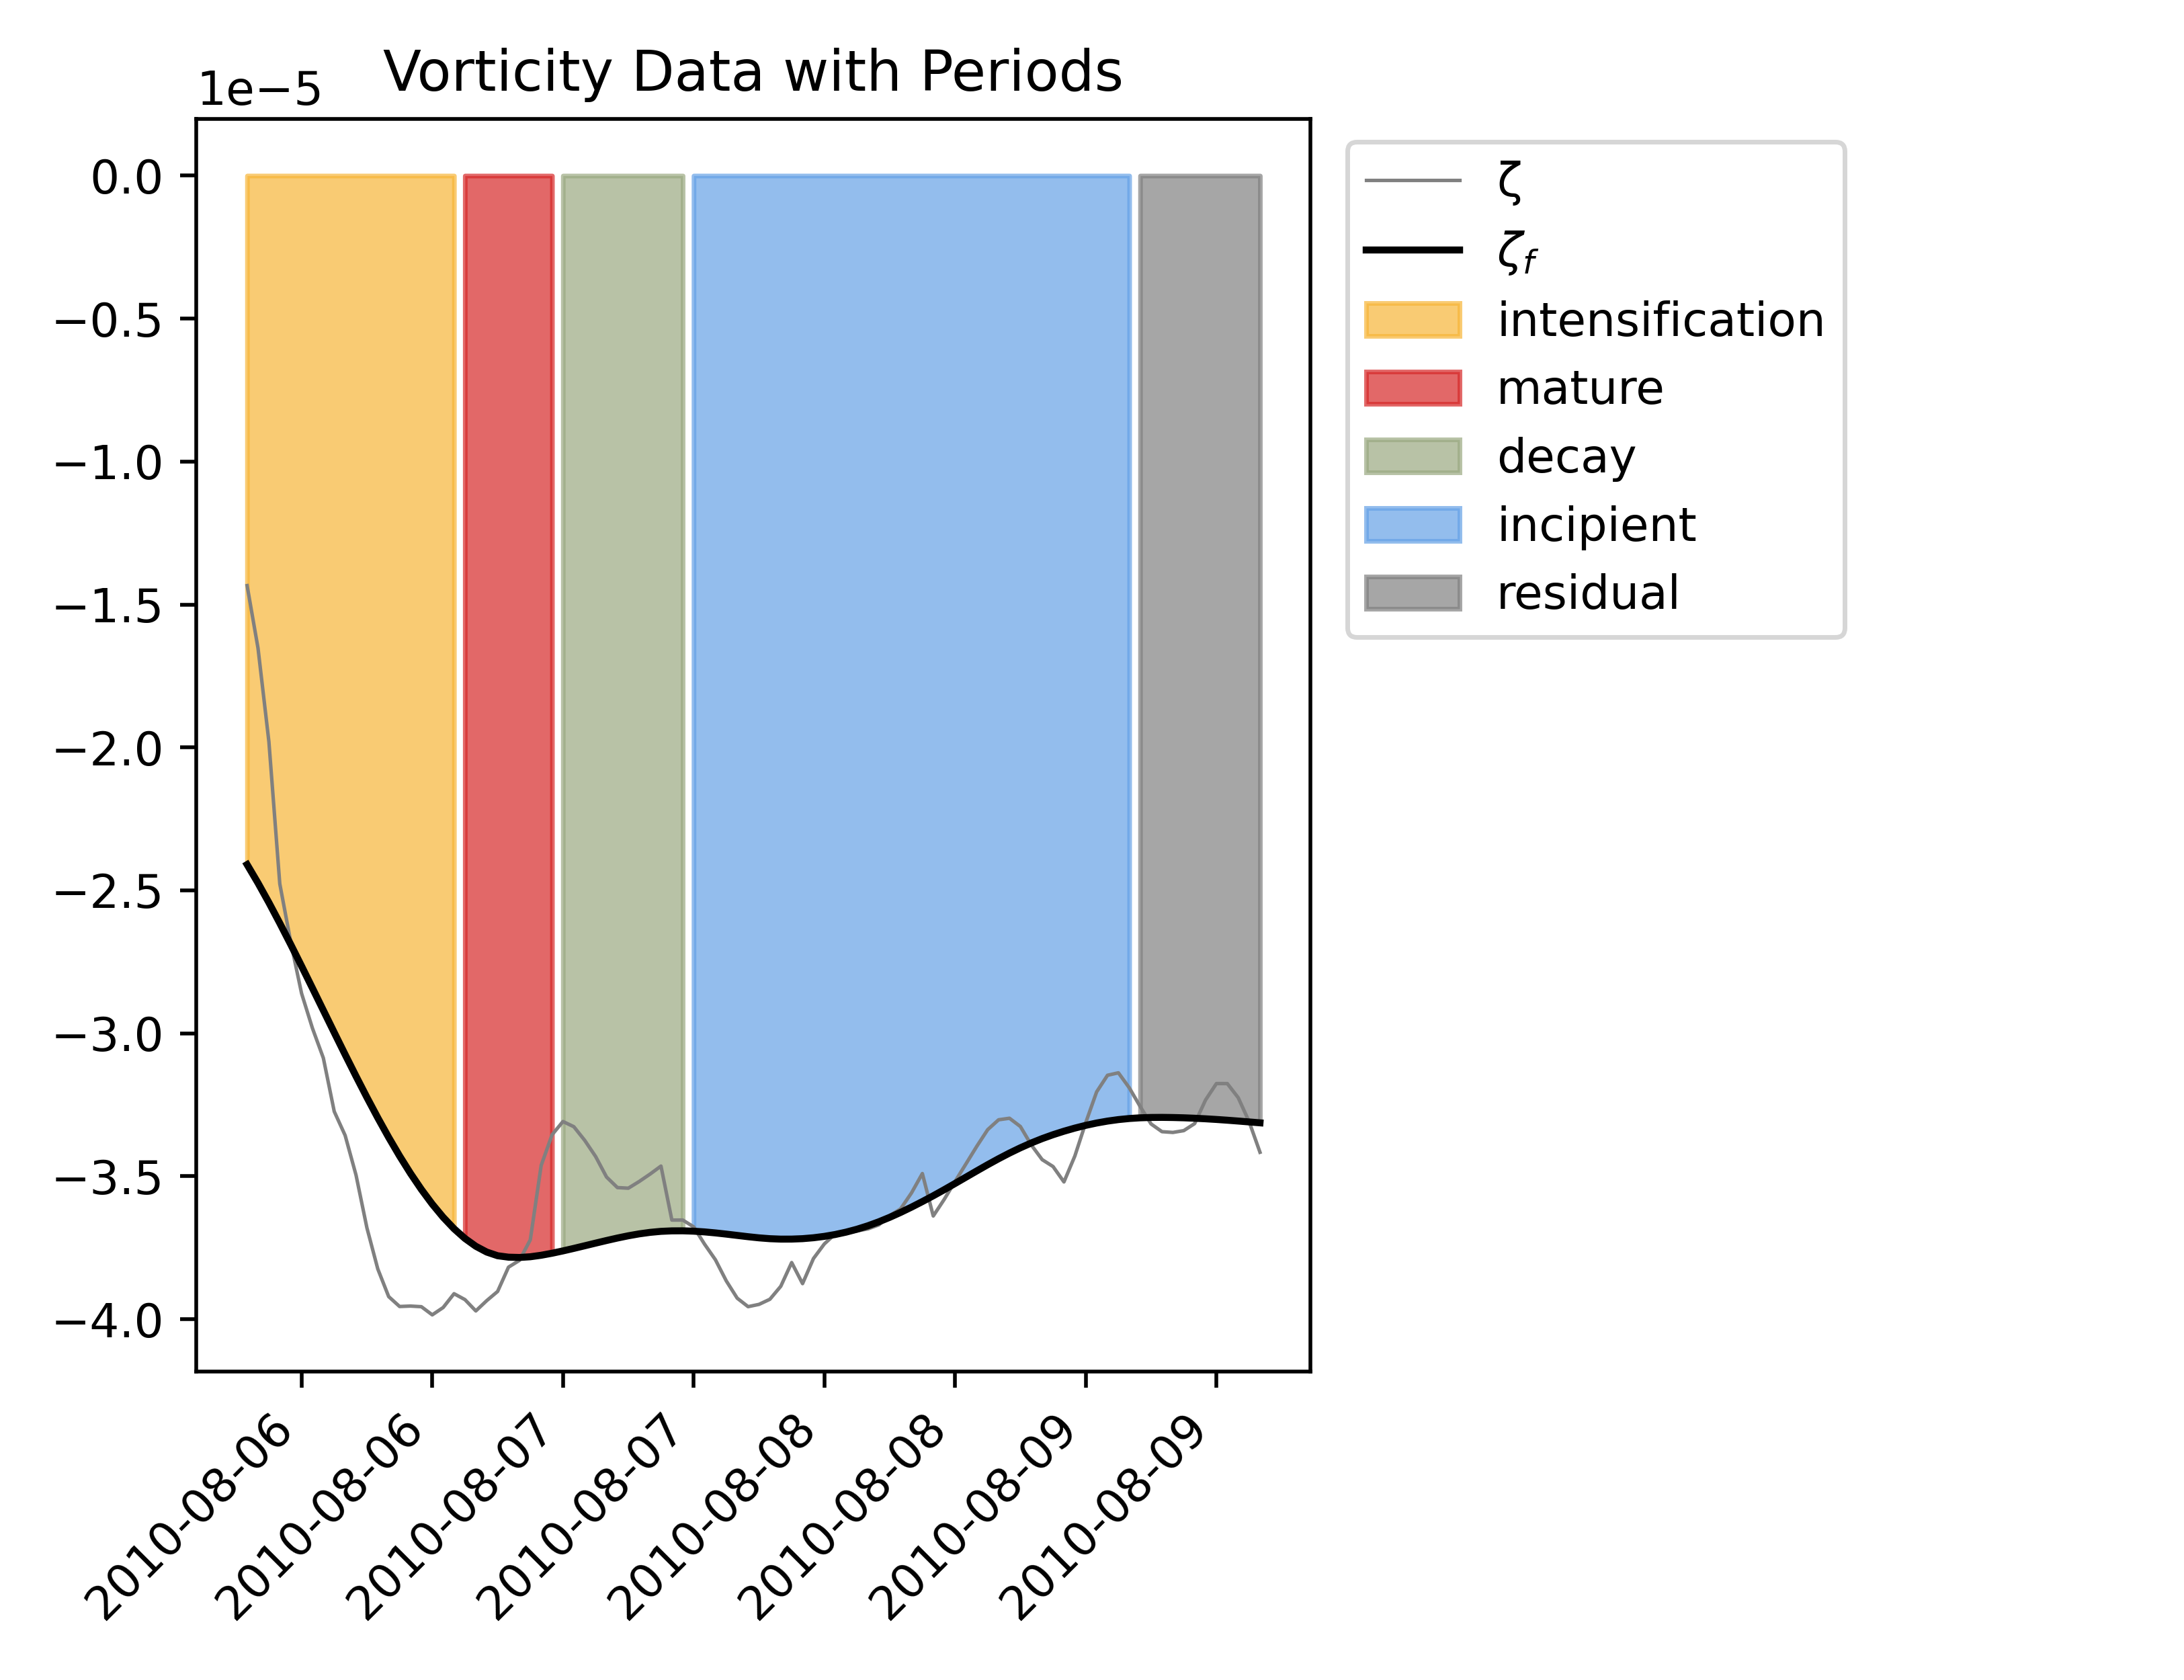 Vorticity Data with Periods
1e−5
0.0
−0.5
−1.0
−1.5
−2.0
−2.5
−3.0
−3.5
−4.0
2010-08-06
2010-08-06
2010-08-07
2010-08-07
2010-08-08
2010-08-08
2010-08-09
2010-08-09
ζ
ζf
intensification
mature
decay
incipient
residual